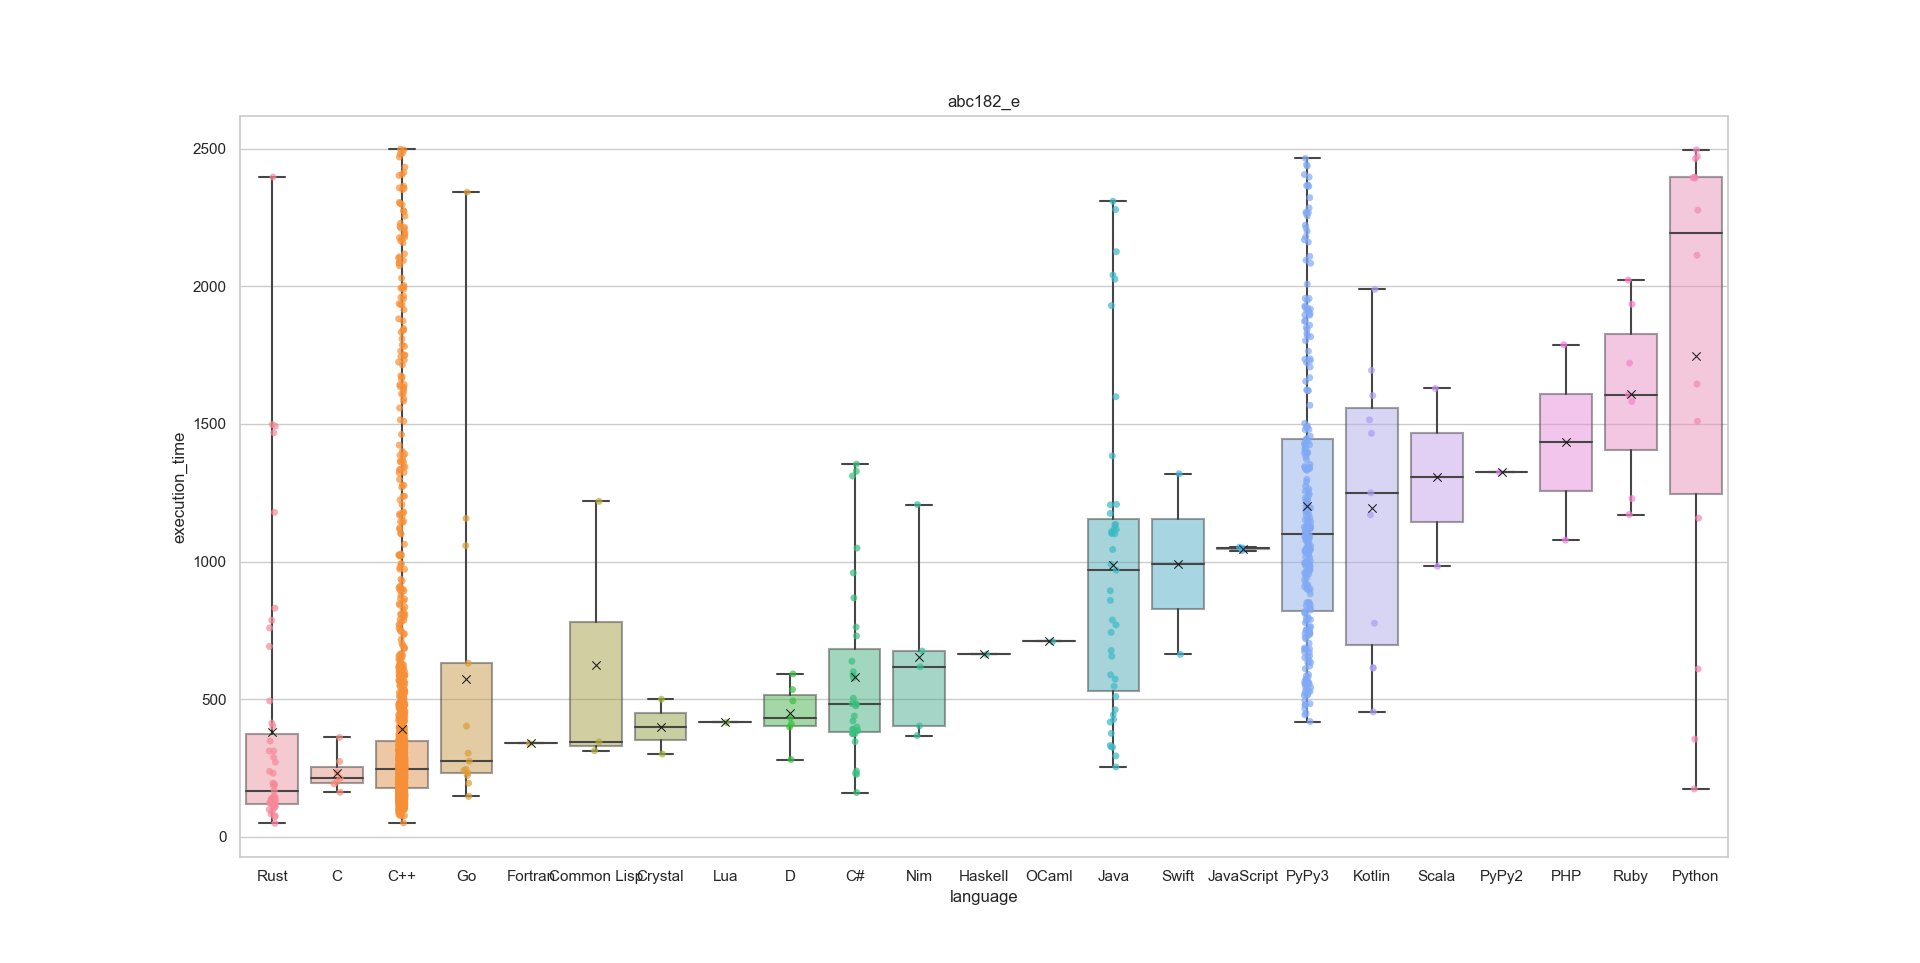 abc182_e
execution_time
2500
2000
1500
1000
500
0
Rust C C++ Go Fortran Common Lisp Crystal Lua D C# Nim Haskell OCaml Java Swift JavaScript PyPy3 Kotlin Scala PyPy2 PHP Ruby Python
language